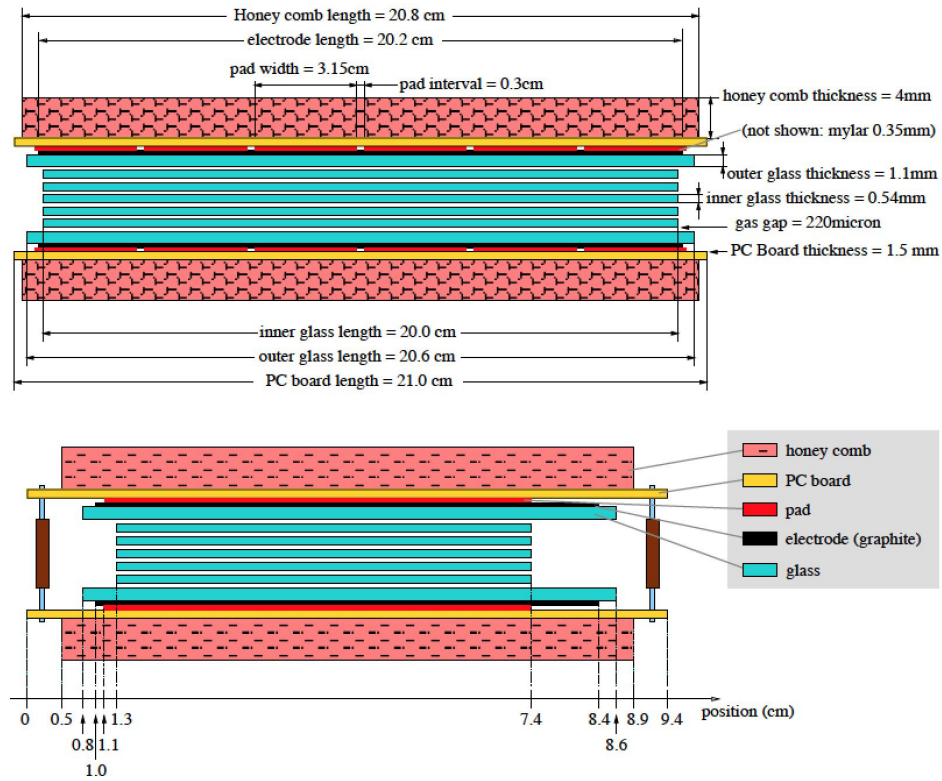 Honey comb length = 20.8 cm
electrode length = 20.2 cm
pad width = 3.15cm
pad interval = 0.3cm
honey comb thickness = 4mm
(not shown: mylar 0.35mm)
outer glass thickness = 1.1mm
inner glass thickness = 0.54mm
gas gap = 220micron
PC Board thickness = 1.5 mm
inner glass length = 20.0 cm
outer glass length = 20.6 cm
PC board length = 21.0 cm
honey comb
PC board
pad
electrode (graphite)
glass
0 0.5 1.3 7.4 8.4 8.9 9.4 position (cm)
0.8 1.1 8.6
1.0